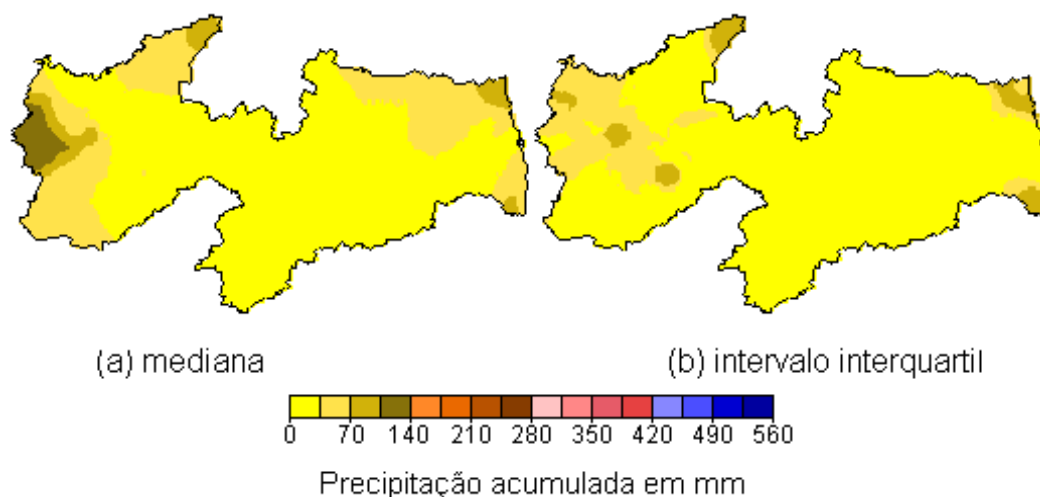 (a) mediana
(b) intervalo interquartil
0 70 140 210 280 350 420 490 560
Precipitação acumulada em mm